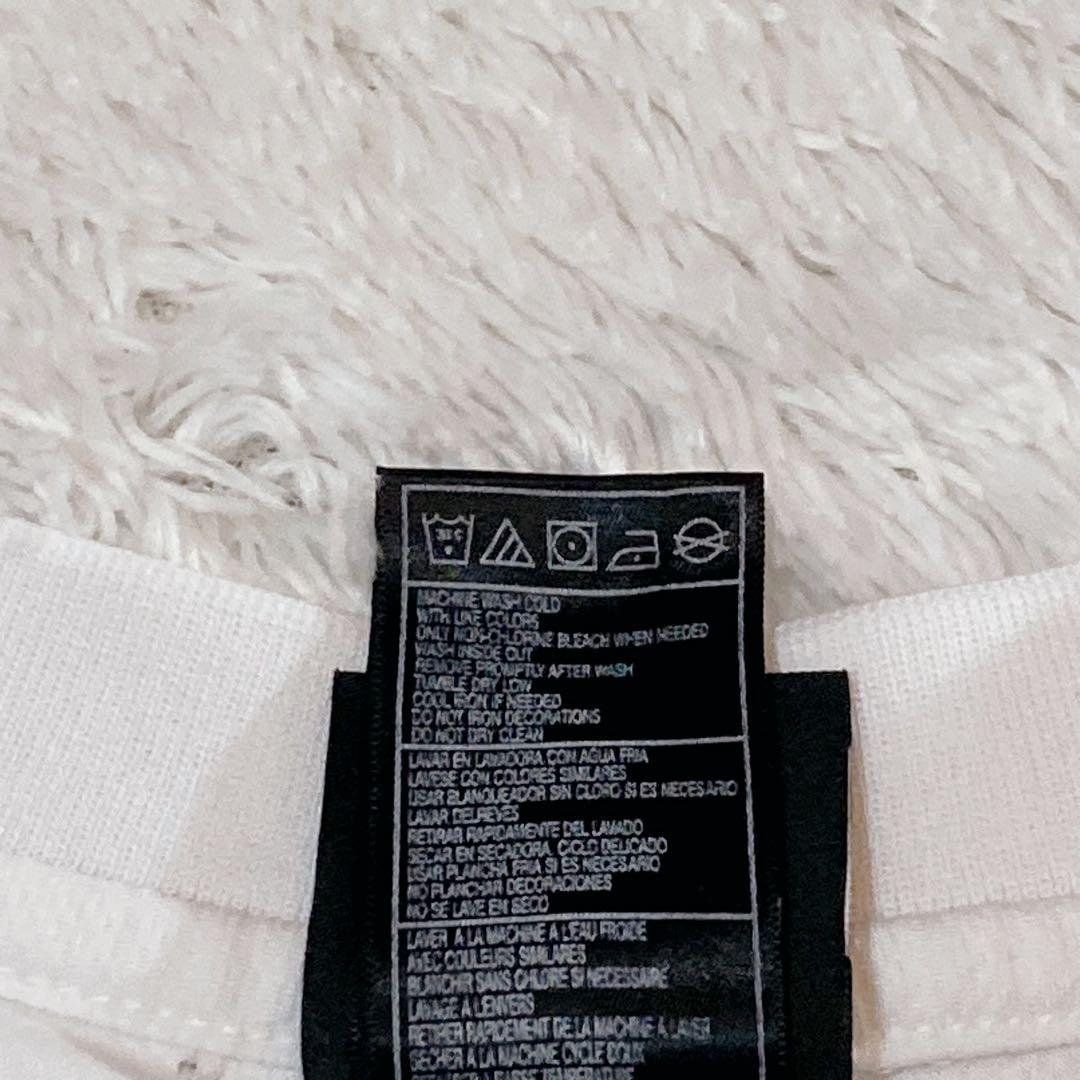 30 C
MACHINE WASH COLD
WITH LIKE COLORS
ONLY NON-CHLORINE BLEACH WHEN NEEDED
WASH INSIDE OUT
REMOVE PROMPTLY AFTER WASH
TUMBLE DRY LOW
COOL IRON IF NEEDED
DO NOT IRON DECORATIONS
DO NOT DRY CLEAN
LAVAR EN LAVADORA CON AGUA FRIA
LAVESE CON COLORES SIMILARES
USAR BLANQUEADOR SIN CLORO SI ES NECESARIO
LAVAR DEL REVES
RETIRAR RAPIDAMENTE DEL LAVADO
SECAR EN SECADORA, CICLO DELICADO
USAR PLANCHA FRIA SI ES NECESARIO
NO PLANCHAR DECORACIONES
NO SE LAVE EN SECO
LAVER A LA MACHINE A L'EAU FROIDE
AVEC COULEURS SIMILARES
BLANCHIR SANS CHLORE SI NECESSAIRE
LAVAGE A L'ENVERS
RETIRER RAPIDEMENT DE LA MACHINE A LAVER
SECHER A LA MACHINE CYCLE DOUX
A BASSE TEMPERATURE